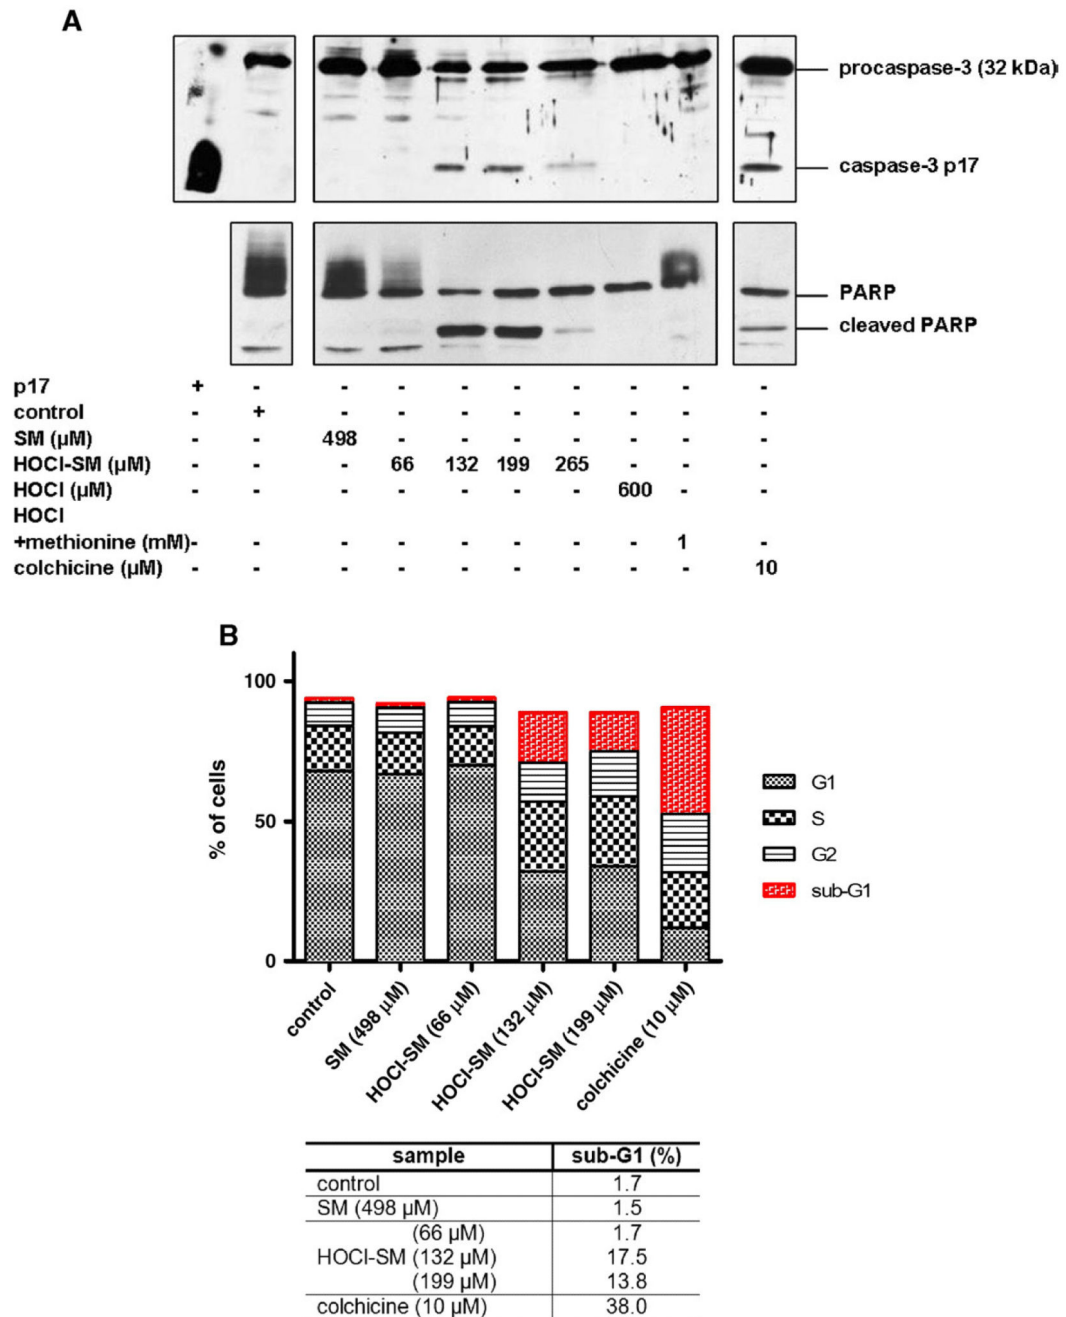 A
procaspase-3 (32 kDa)
caspase-3 p17
PARP
cleaved PARP
p17 + - - - - - - - - -
control - + - - - - - - - -
SM (µM) - - 498 - - - - - - -
HOCl-SM (µM) - - - 66 132 199 265 - - -
HOCl (µM) - - - - - - - 600 - -
HOCl
+methionine (mM)- - - - - - - - 1 -
colchicine (µM) - - - - - - - - - 10
B
% of cells
100
50
0
G1
S
G2
sub-G1
control
SM (498 µM)
HOCl-SM (66 µM)
HOCl-SM (132 µM)
HOCl-SM (199 µM)
colchicine (10 µM)
sample sub-G1 (%)
control 1.7
SM (498 µM) 1.5
(66 µM) 1.7
HOCl-SM (132 µM) 17.5
(199 µM) 13.8
colchicine (10 µM) 38.0